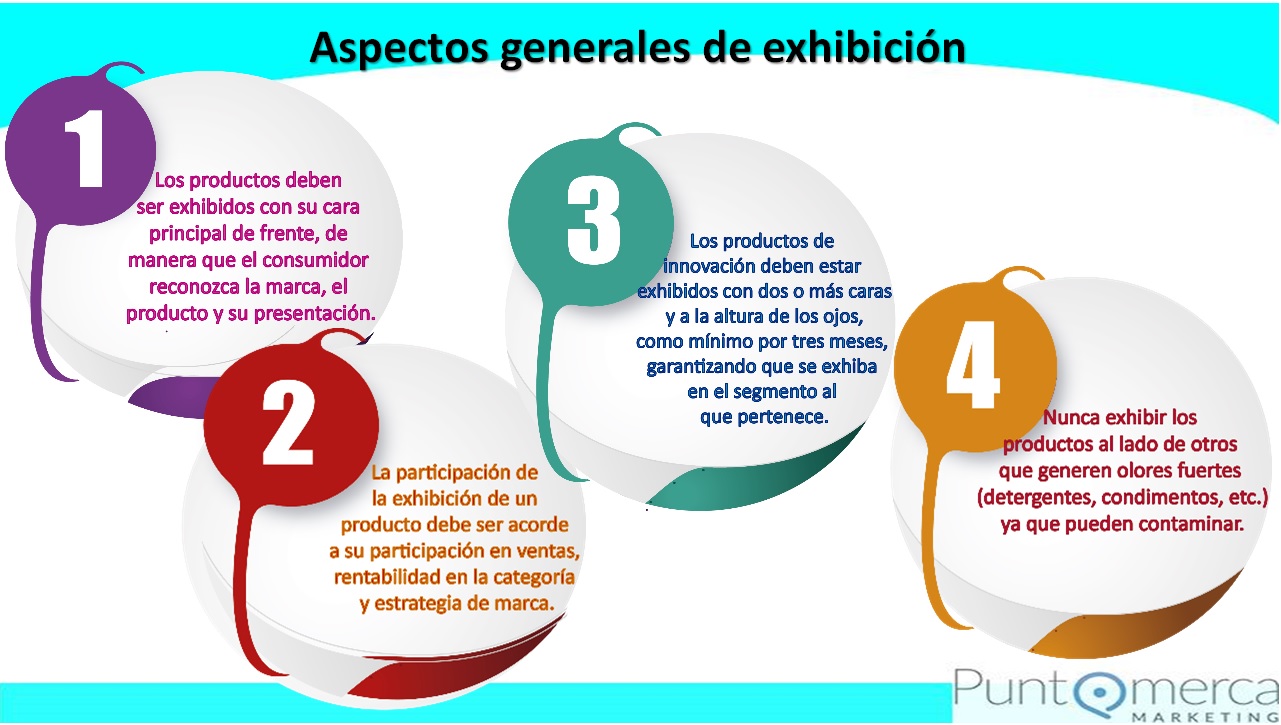 Aspectos generales de exhibición
1
Los productos deben
ser exhibidos con su cara
principal de frente, de
manera que el consumidor
reconozca la marca, el
producto y su presentación.
2
La participación de
la exhibición de un
producto debe ser acorde
a su participación en ventas,
rentabilidad en la categoría
y estrategia de marca.
3
Los productos de
innovación deben estar
exhibidos con dos o más caras
y a la altura de los ojos,
como mínimo por tres meses,
garantizando que se exhiba
en el segmento al
que pertenece.
4
Nunca exhibir los
productos al lado de otros
que generen olores fuertes
(detergentes, condimentos, etc.)
ya que pueden contaminar.
Puntomerca
MARKETING